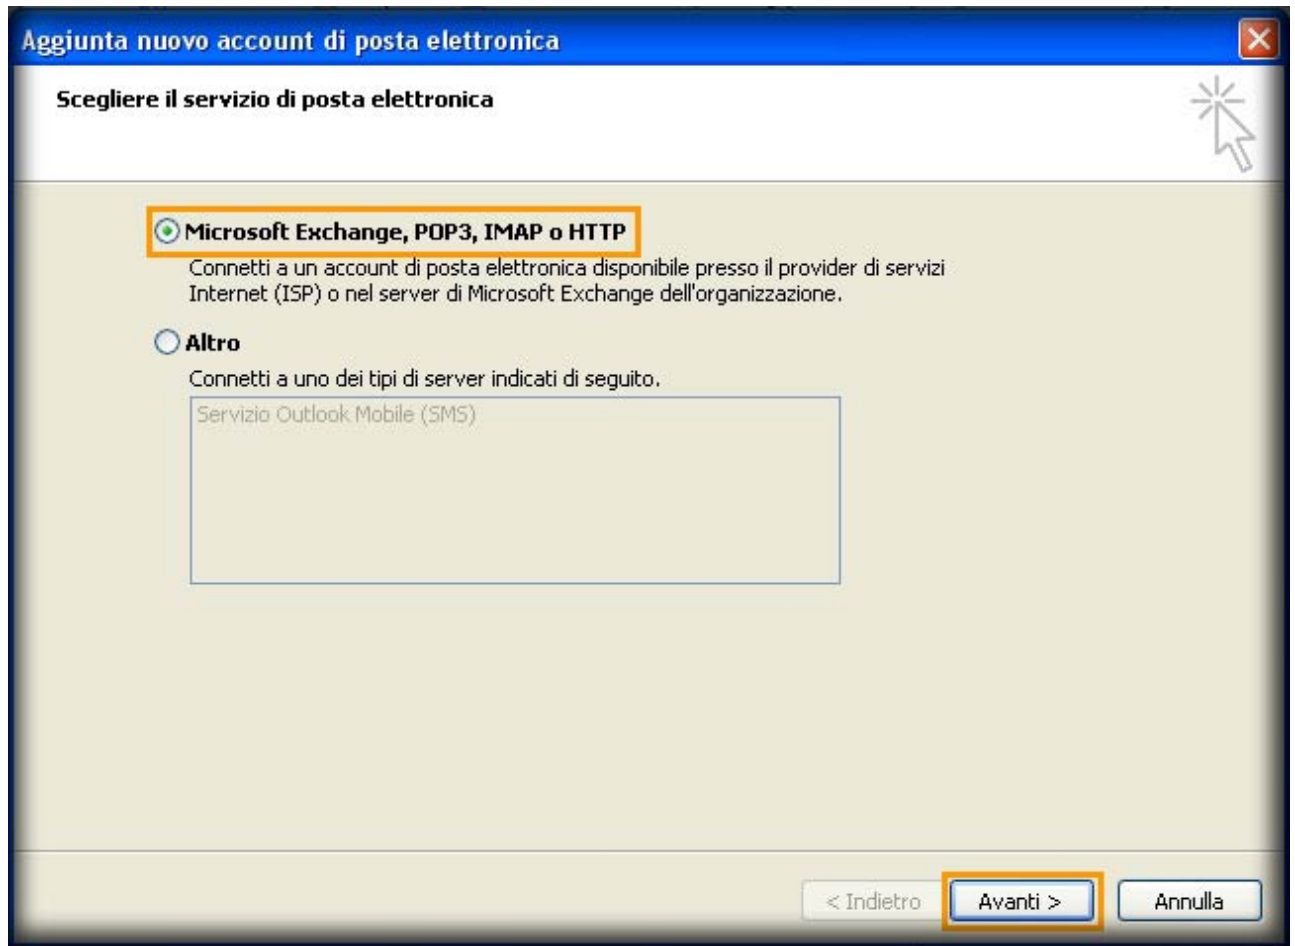 Aggiunta nuovo account di posta elettronica
Scegliere il servizio di posta elettronica
Microsoft Exchange, POP3, IMAP o HTTP
Connetti a un account di posta elettronica disponibile presso il provider di servizi
Internet (ISP) o nel server di Microsoft Exchange dell'organizzazione.
Altro
Connetti a uno dei tipi di server indicati di seguito.
Servizio Outlook Mobile (SMS)
< Indietro Avanti > Annulla